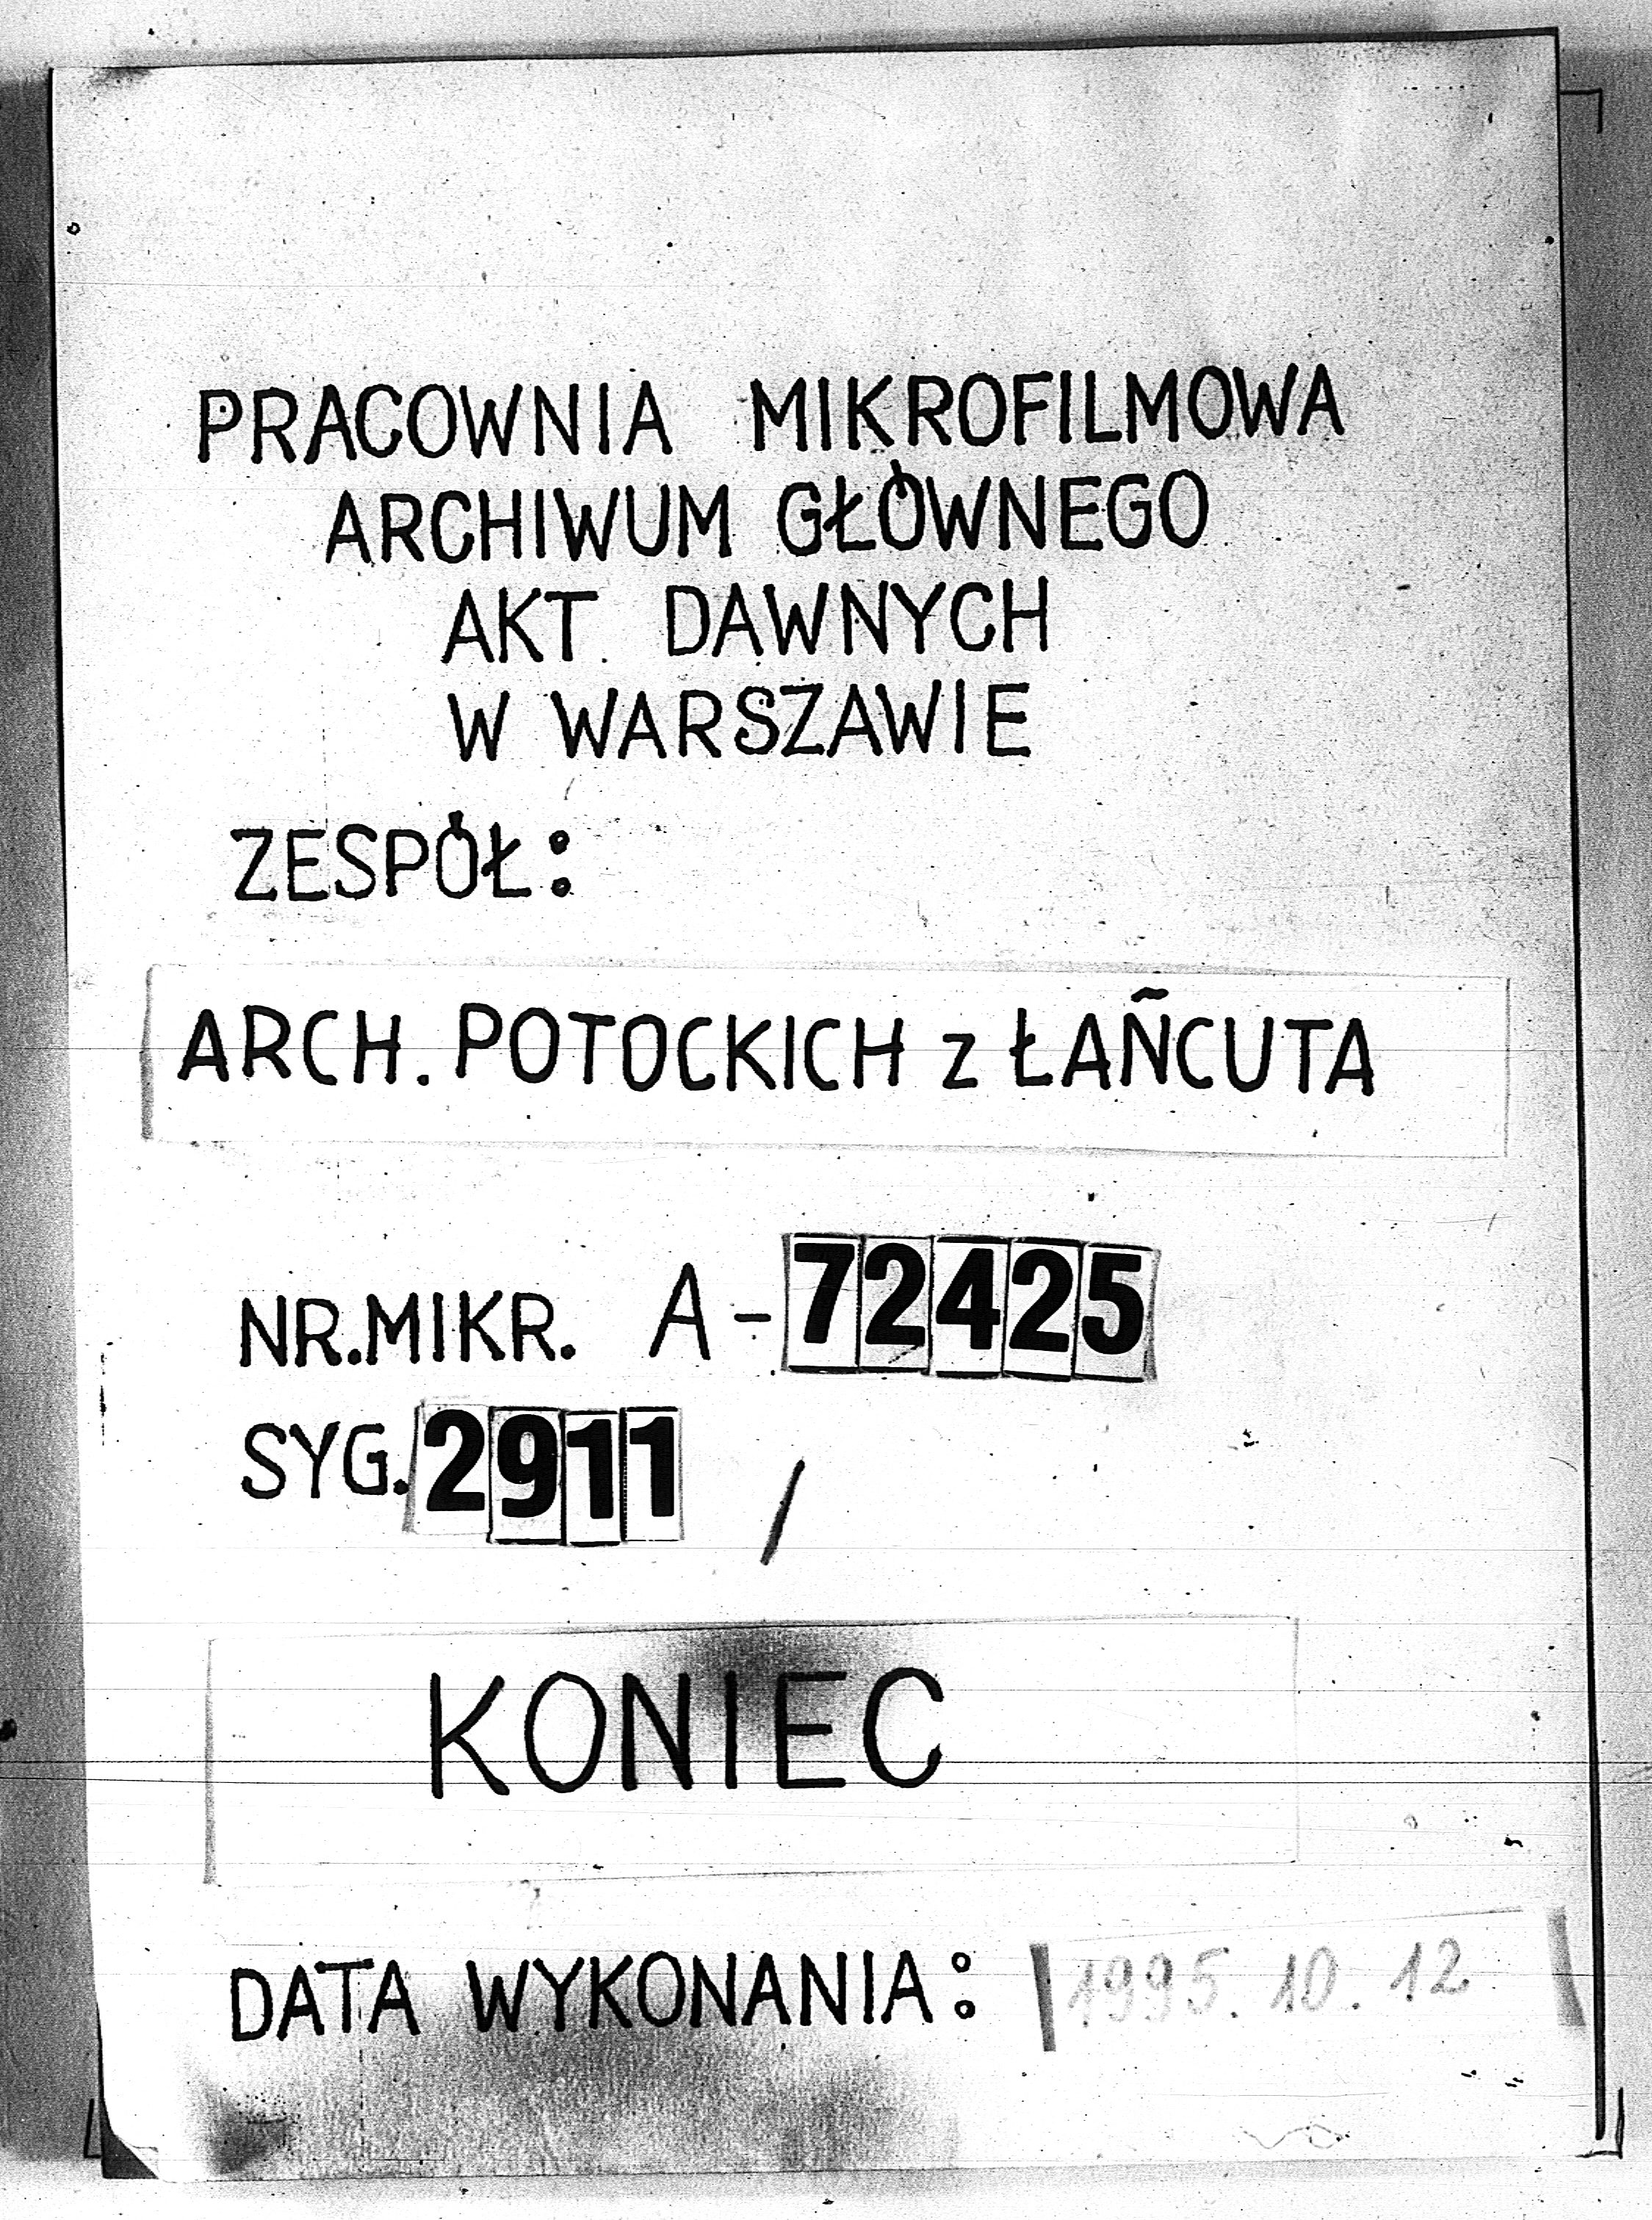 PRACOWNIA MIKROFILMOWA
ARCHIWUM GŁÓWNEGO
AKT DAWNYCH
W WARSZAWIE
ZESPÓŁ:
ARCH. POTOCKICH z ŁAŃCUTA
NR. MIKR. A-72425
SYG. 2911 /
KONIEC
DATA WYKONANIA: 1995.10.12